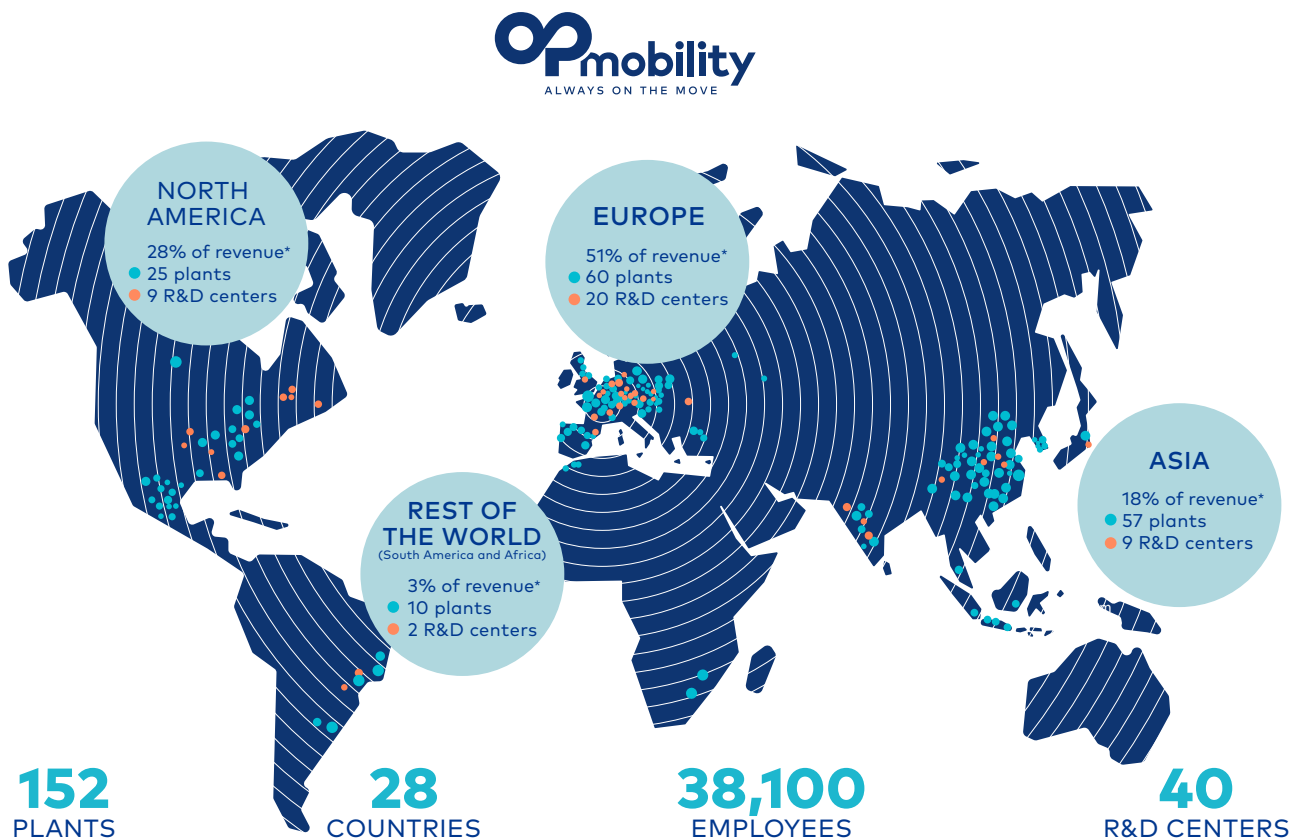 OPmobility
ALWAYS ON THE MOVE
NORTH
AMERICA
28% of revenue*
25 plants
9 R&D centers
EUROPE
51% of revenue*
60 plants
20 R&D centers
REST OF
THE WORLD
(South America and Africa)
3% of revenue*
10 plants
2 R&D centers
ASIA
18% of revenue*
57 plants
9 R&D centers
152
PLANTS
28
COUNTRIES
38,100
EMPLOYEES
40
R&D CENTERS